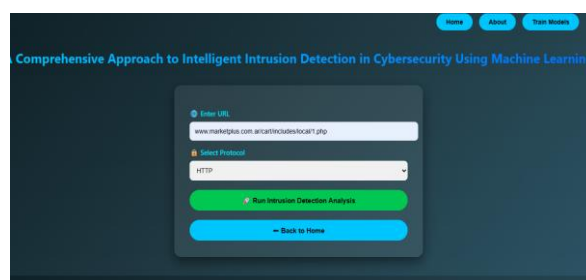 Home About Train Models
A Comprehensive Approach to Intelligent Intrusion Detection in Cybersecurity Using Machine Learnin
Enter URL
www.marketplus.com.ar/cart/includes/local/1.php
Select Protocol
HTTP
Run Intrusion Detection Analysis
Back to Home